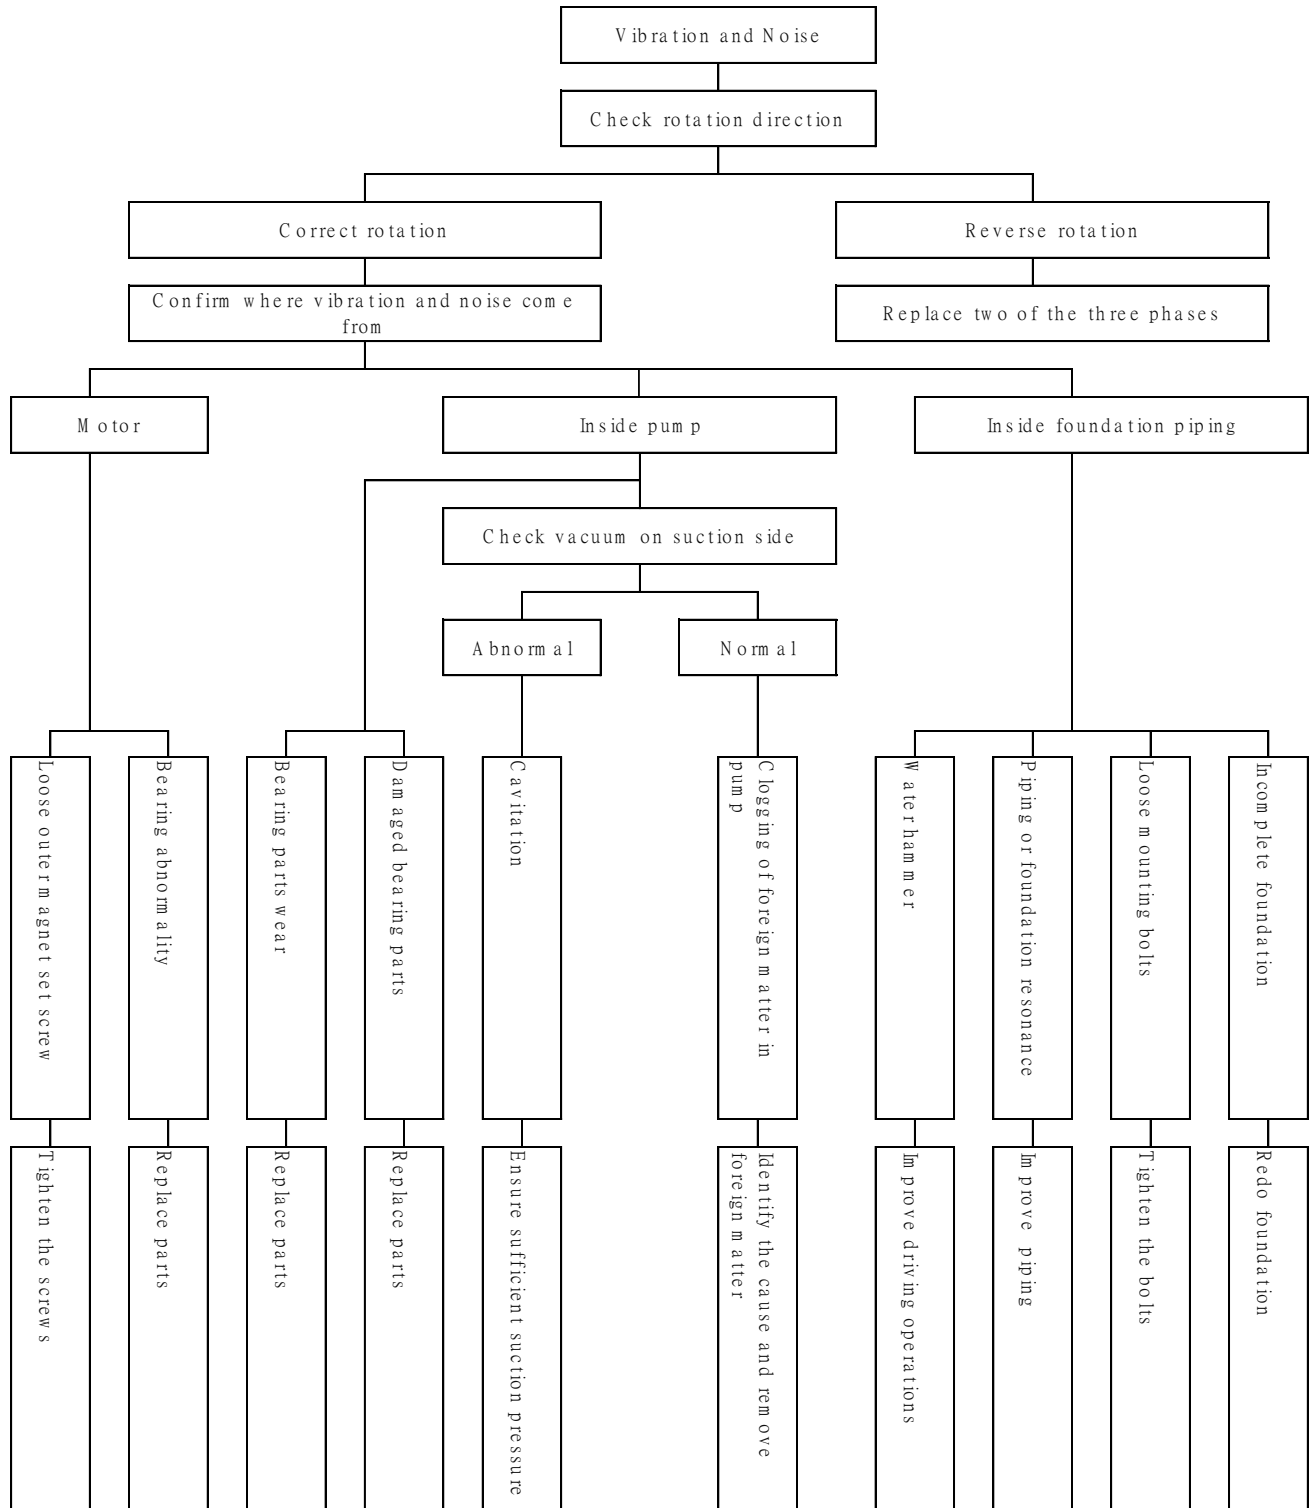 Vibration and Noise
Check rotation direction
Correct rotation
Reverse rotation
Confirm where vibration and noise come
from
Replace two of the three phases
Motor
Inside pump
Inside foundation piping
Check vacuum on suction side
Abnormal
Normal
Loose outer magnet set screw
Bearing abnormality
Bearing parts wear
Damaged bearing parts
Cavitation
Clogging of foreign matter in
pump
Water hammer
Piping or foundation resonance
Loose mounting bolts
Incomplete foundation
Tighten the screws
Replace parts
Replace parts
Replace parts
Ensure sufficient suction pressure
Identify the cause and remove
foreign matter
Improve driving operations
Improve piping
Tighten the bolts
Redo foundation